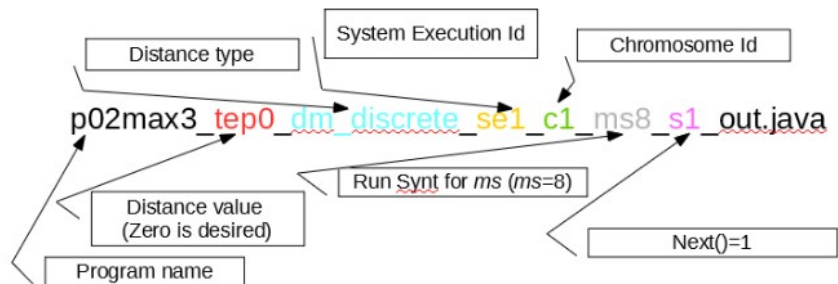 System Execution Id
Distance type
Chromosome Id
p02max3_tep0_dm_discrete_se1_c1_ms8_s1_out.java
Run Synt for ms (ms=8)
Distance value
(Zero is desired)
Next()=1
Program name